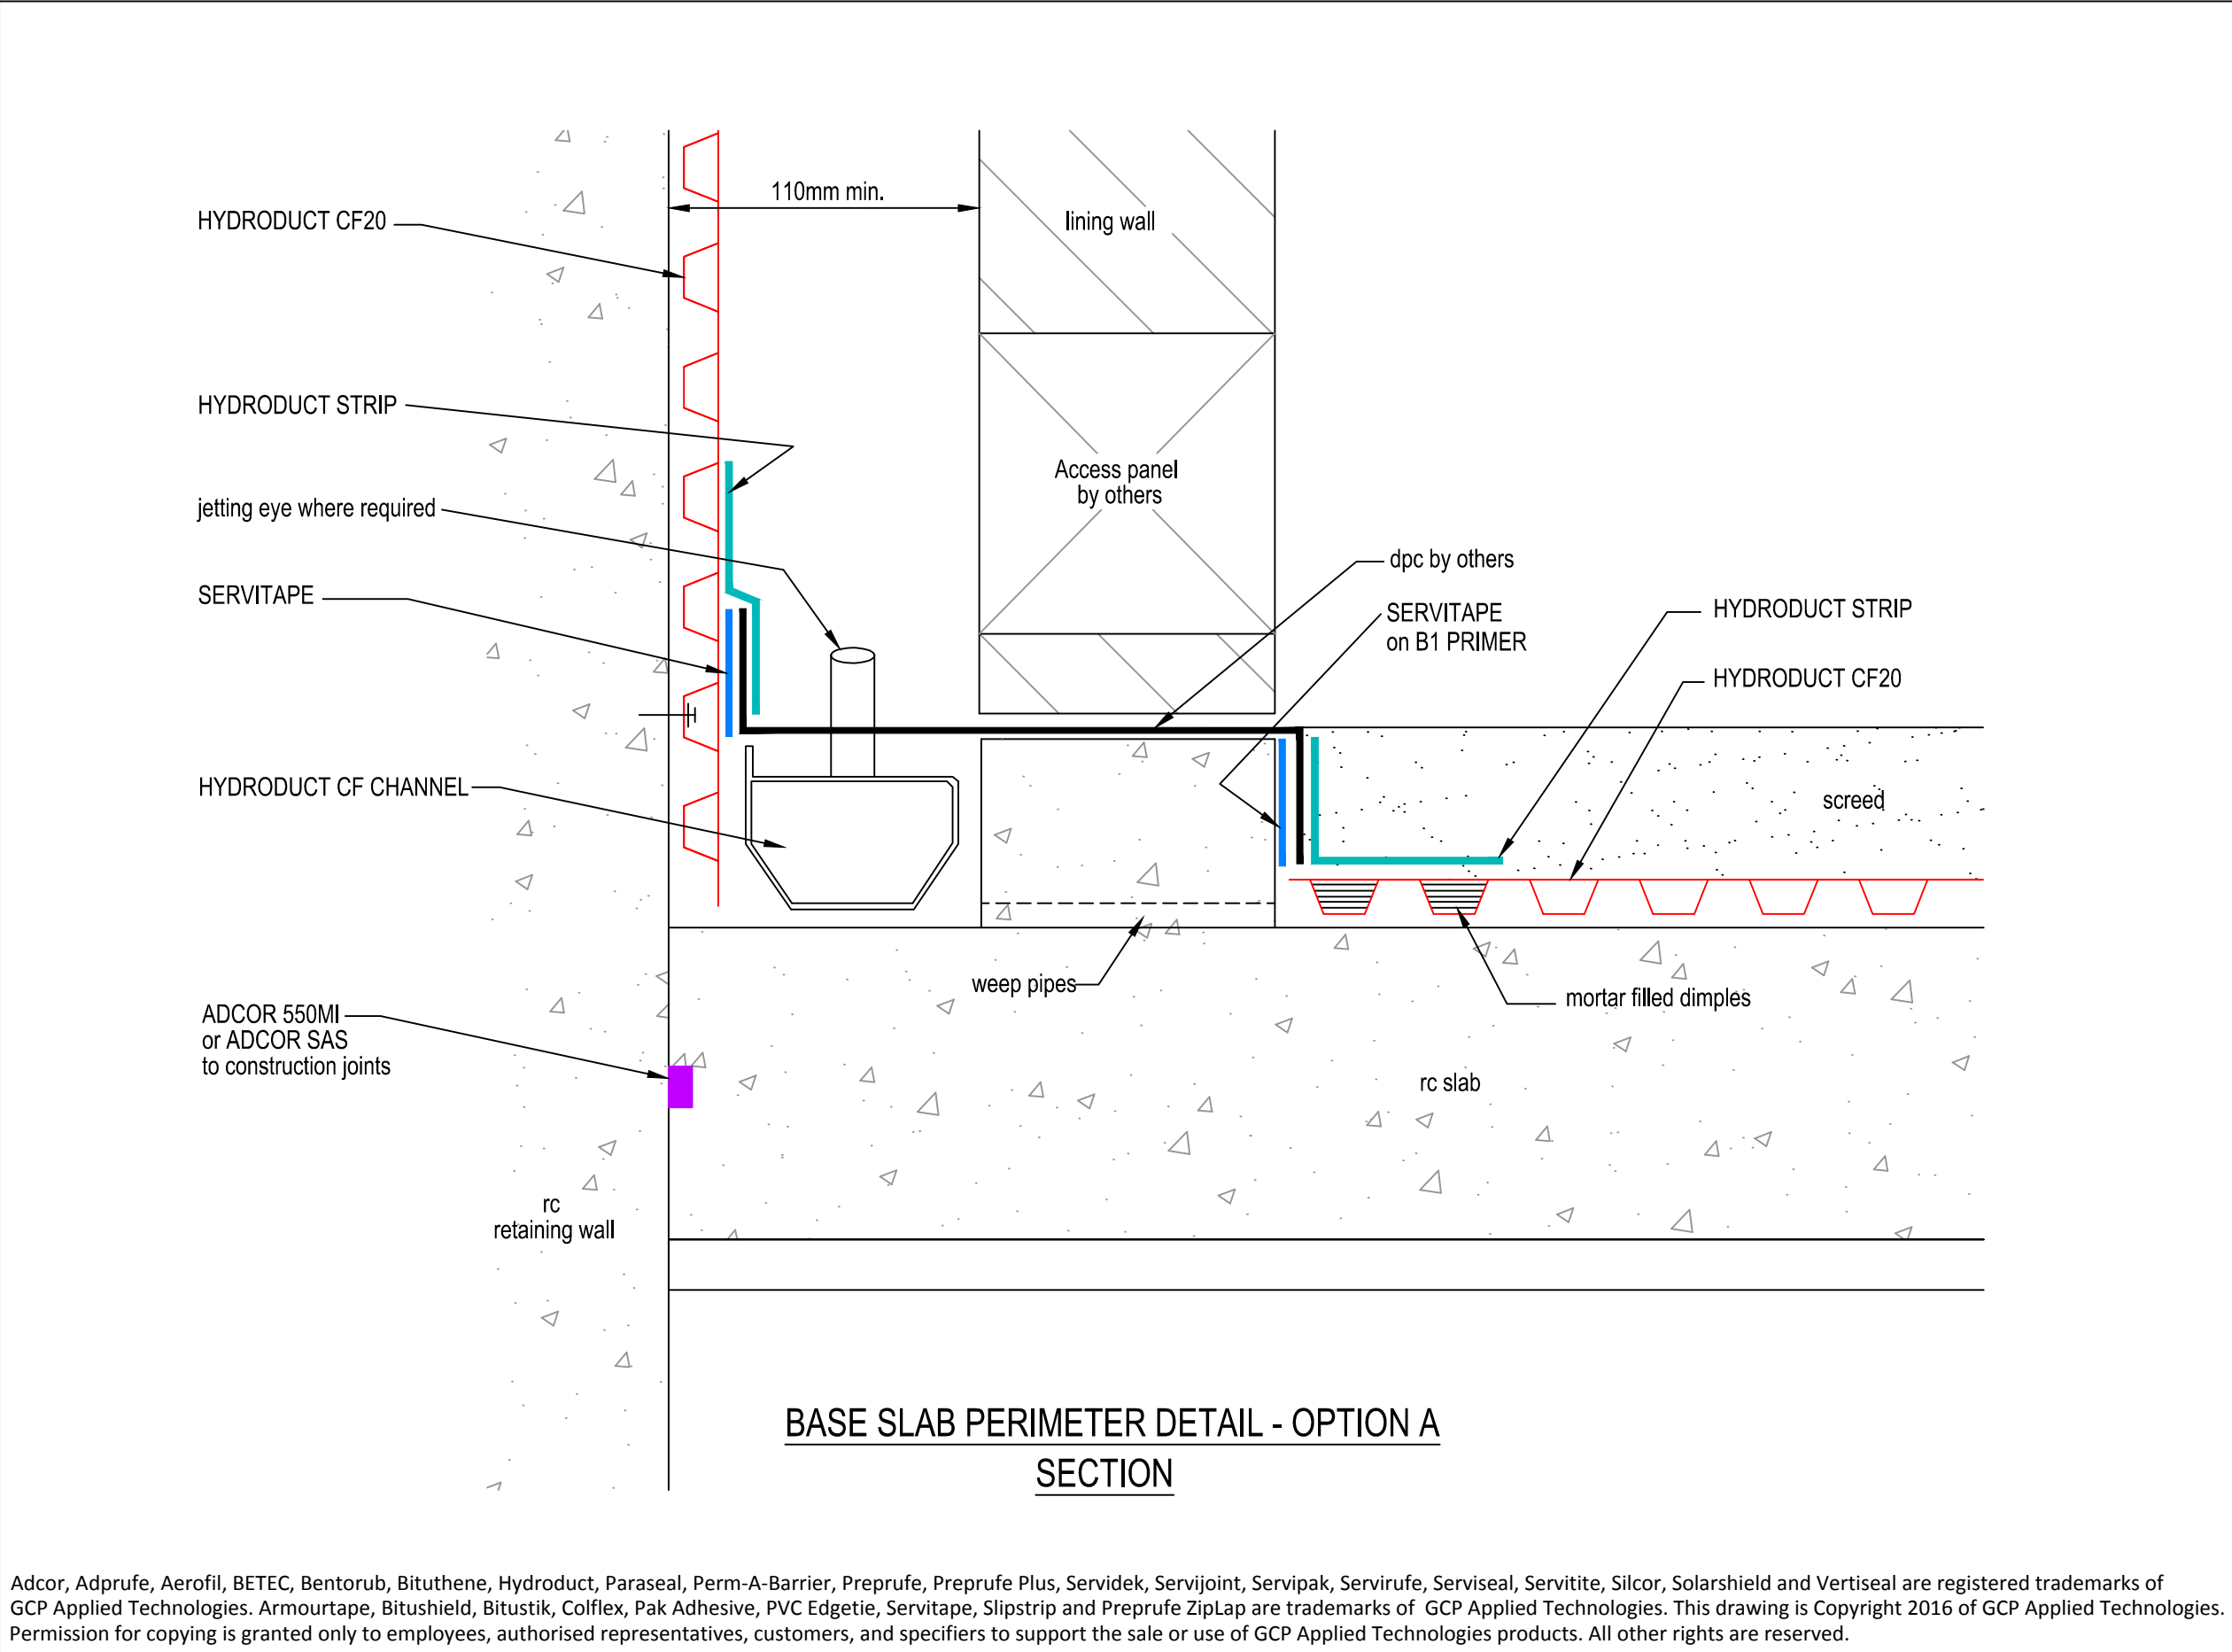 110mm min.
HYDRODUCT CF20
lining wall
HYDRODUCT STRIP
Access panel
by others
jetting eye where required
dpc by others
SERVITAPE
SERVITAPE
on B1 PRIMER
HYDRODUCT STRIP
HYDRODUCT CF20
HYDRODUCT CF CHANNEL
screed
weep pipes
mortar filled dimples
ADCOR 550MI
or ADCOR SAS
to construction joints
rc slab
rc
retaining wall
BASE SLAB PERIMETER DETAIL - OPTION A
SECTION
Adcor, Adprufe, Aerofil, BETEC, Bentorub, Bituthene, Hydroduct, Paraseal, Perm-A-Barrier, Preprufe, Preprufe Plus, Servidek, Servijoint, Servipak, Servirufe, Serviseal, Servitite, Silcor, Solarshield and Vertiseal are registered trademarks of
GCP Applied Technologies. Armourtape, Bitushield, Bitustik, Colflex, Pak Adhesive, PVC Edgetie, Servitape, Slipstrip and Preprufe ZipLap are trademarks of GCP Applied Technologies. This drawing is Copyright 2016 of GCP Applied Technologies.
Permission for copying is granted only to employees, authorised representatives, customers, and specifiers to support the sale or use of GCP Applied Technologies products. All other rights are reserved.